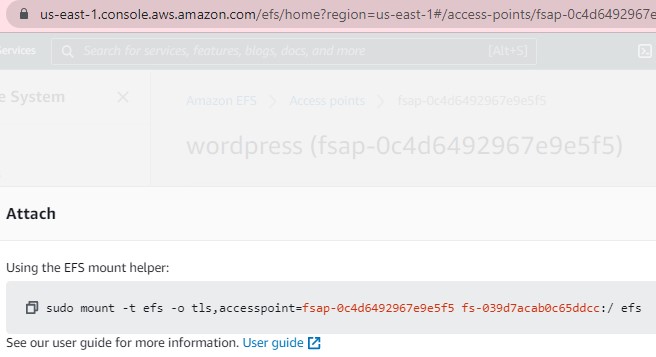 us-east-1.console.aws.amazon.com/efs/home?region=us-east-1#/access-points/fsap-0c4d6492967e
Services Search for services, features, blogs, docs, and more [Alt+S]
System
Amazon EFS > Access points > fsap-0c4d6492967e9e5f5
wordpress (fsap-0c4d6492967e9e5f5)
Attach
Using the EFS mount helper:
sudo mount -t efs -o tls,accesspoint=fsap-0c4d6492967e9e5f5 fs-039d7acab0c65ddcc:/ efs
See our user guide for more information. User guide